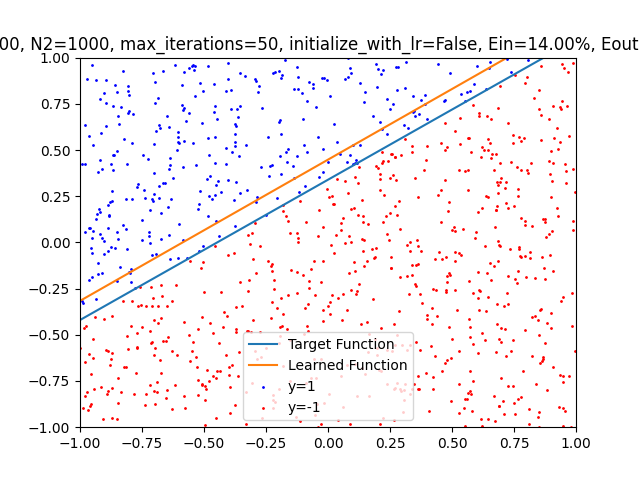 00, N2=1000, max_iterations=50, initialize_with_lr=False, Ein=14.00%, Eout
1.00
0.75
0.50
0.25
0.00
−0.25
−0.50
−0.75
−1.00
Target Function
Learned Function
y=1
y=-1
−1.00 −0.75 −0.50 −0.25 0.00 0.25 0.50 0.75 1.00